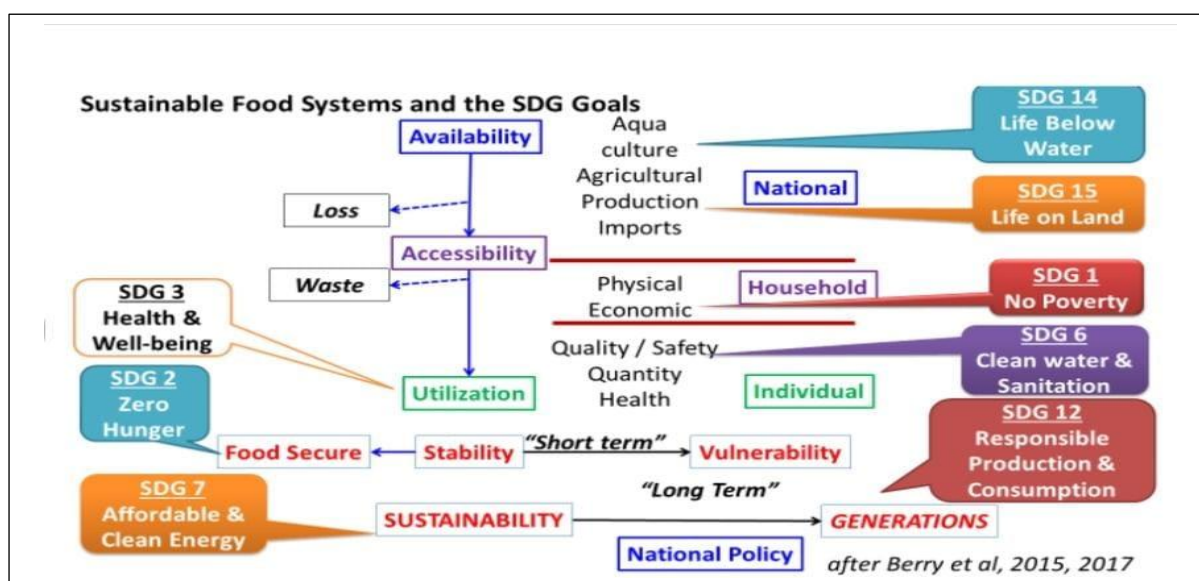 Sustainable Food Systems and the SDG Goals
SDG 14
Life Below
Water
Availability
Aqua
culture
Agricultural
Production
Imports
National
SDG 15
Life on Land
Loss
Accessibility
Waste
Physical
Economic
Household
SDG 1
No Poverty
SDG 3
Health &
Well-being
Quality / Safety
Quantity
Health
SDG 6
Clean water &
Sanitation
Utilization
Individual
SDG 2
Zero
Hunger
SDG 12
Responsible
Production &
Consumption
Food Secure
Stability
"Short term"
Vulnerability
"Long Term"
SDG 7
Affordable &
Clean Energy
SUSTAINABILITY
GENERATIONS
National Policy
after Berry et al, 2015, 2017